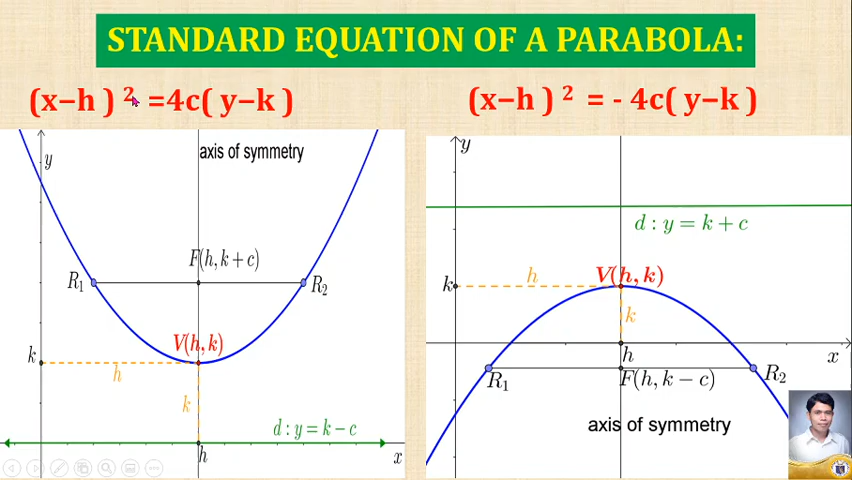 STANDARD EQUATION OF A PARABOLA:
(x−h ) 2 =4c( y−k )
(x−h ) 2 = - 4c( y−k )
y
axis of symmetry
F(h, k + c)
R1
R2
V(h, k)
k
h
k
d : y = k − c
h
x
y
d : y = k + c
h
V(h, k)
k
k
h
x
R1
F(h, k − c)
R2
axis of symmetry